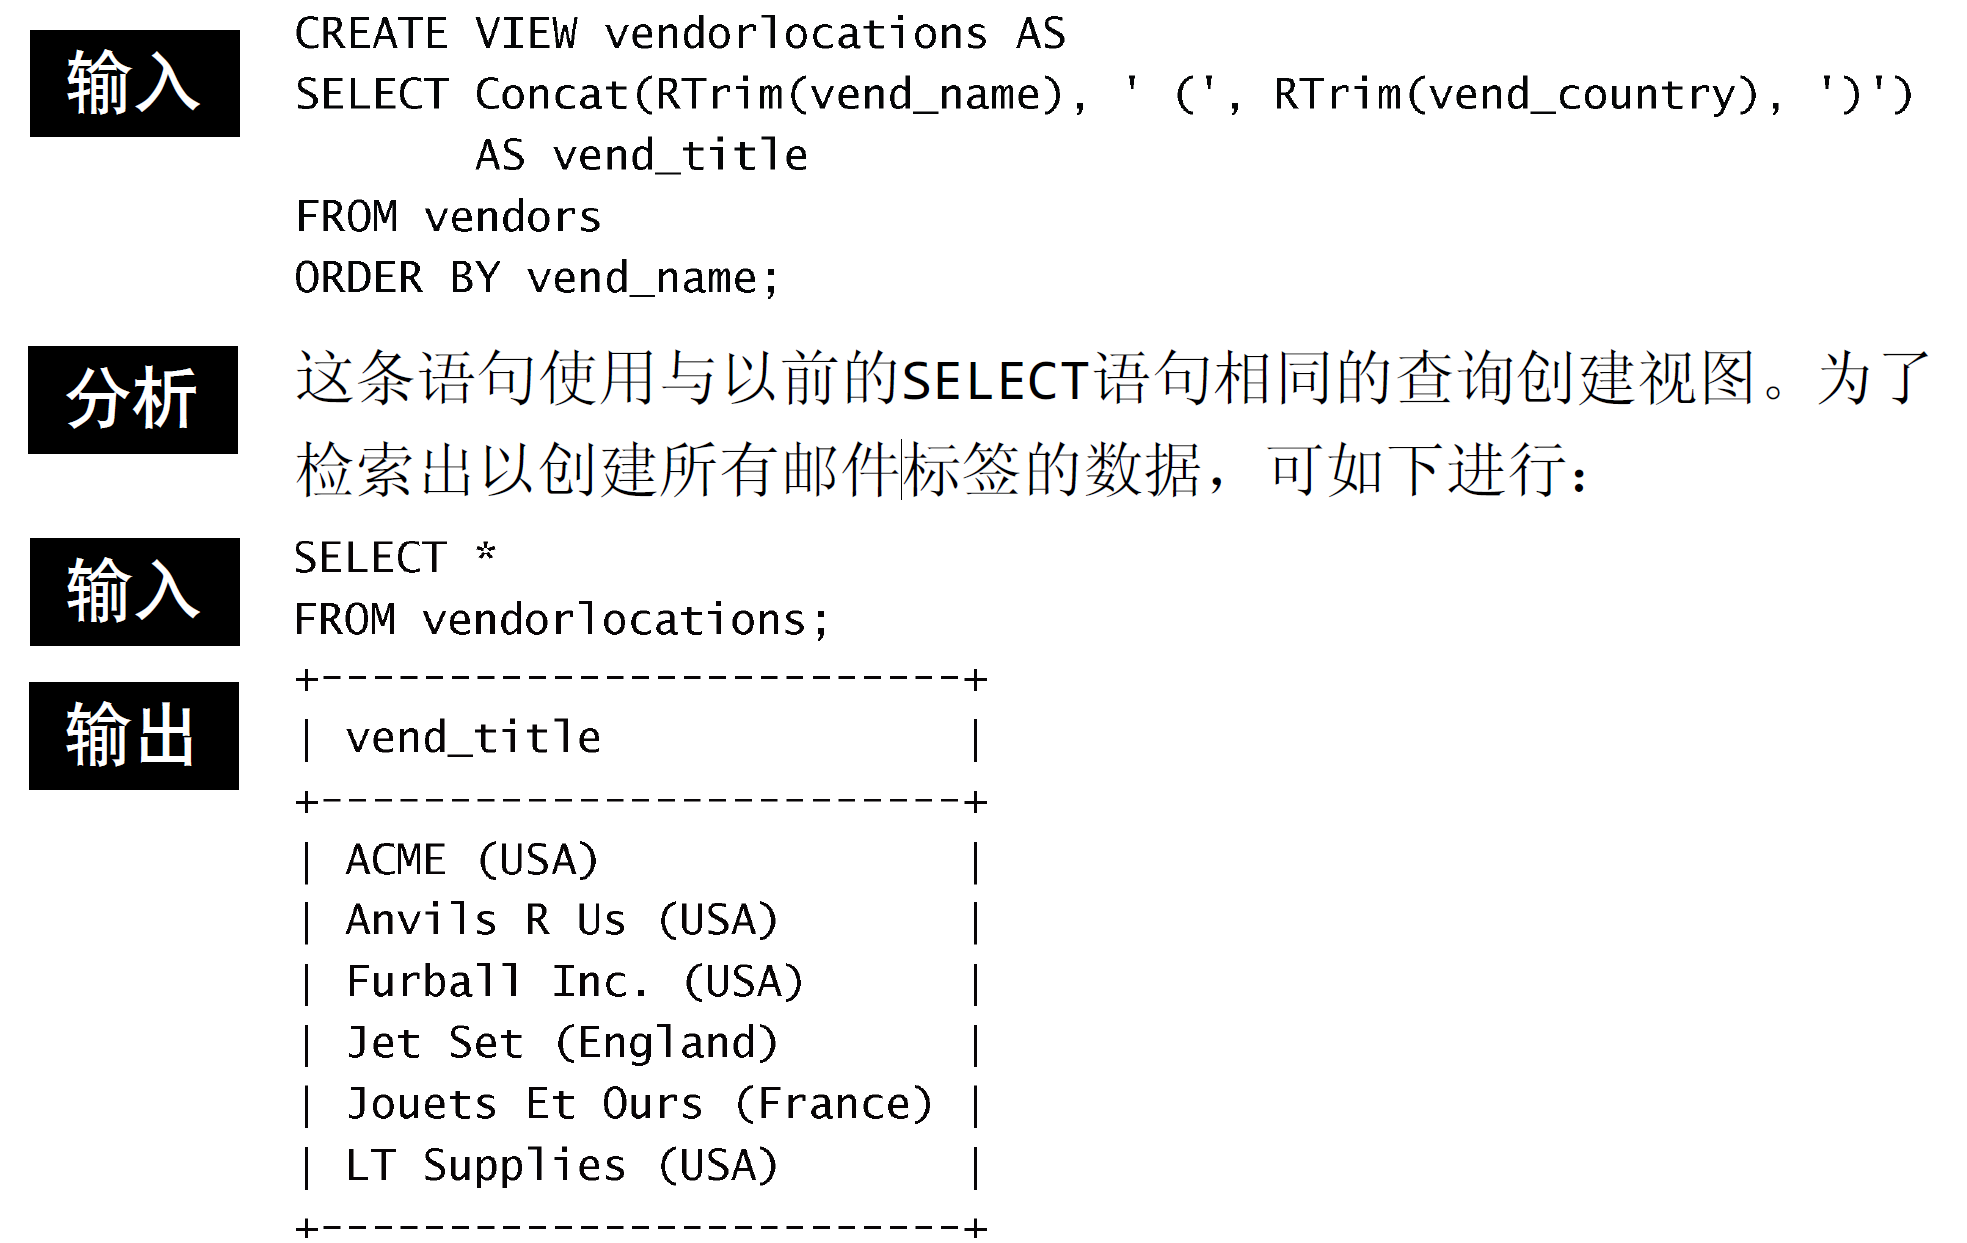 输入
CREATE VIEW vendorlocations AS
SELECT Concat(RTrim(vend_name), ' (', RTrim(vend_country), ')')
       AS vend_title
FROM vendors
ORDER BY vend_name;
分析
这条语句使用与以前的SELECT语句相同的查询创建视图。为了
检索出以创建所有邮件标签的数据，可如下进行：
输入
SELECT *
FROM vendorlocations;
输出
+-------------------------+
| vend_title              |
+-------------------------+
| ACME (USA)              |
| Anvils R Us (USA)       |
| Furball Inc. (USA)      |
| Jet Set (England)       |
| Jouets Et Ours (France) |
| LT Supplies (USA)       |
+-------------------------+